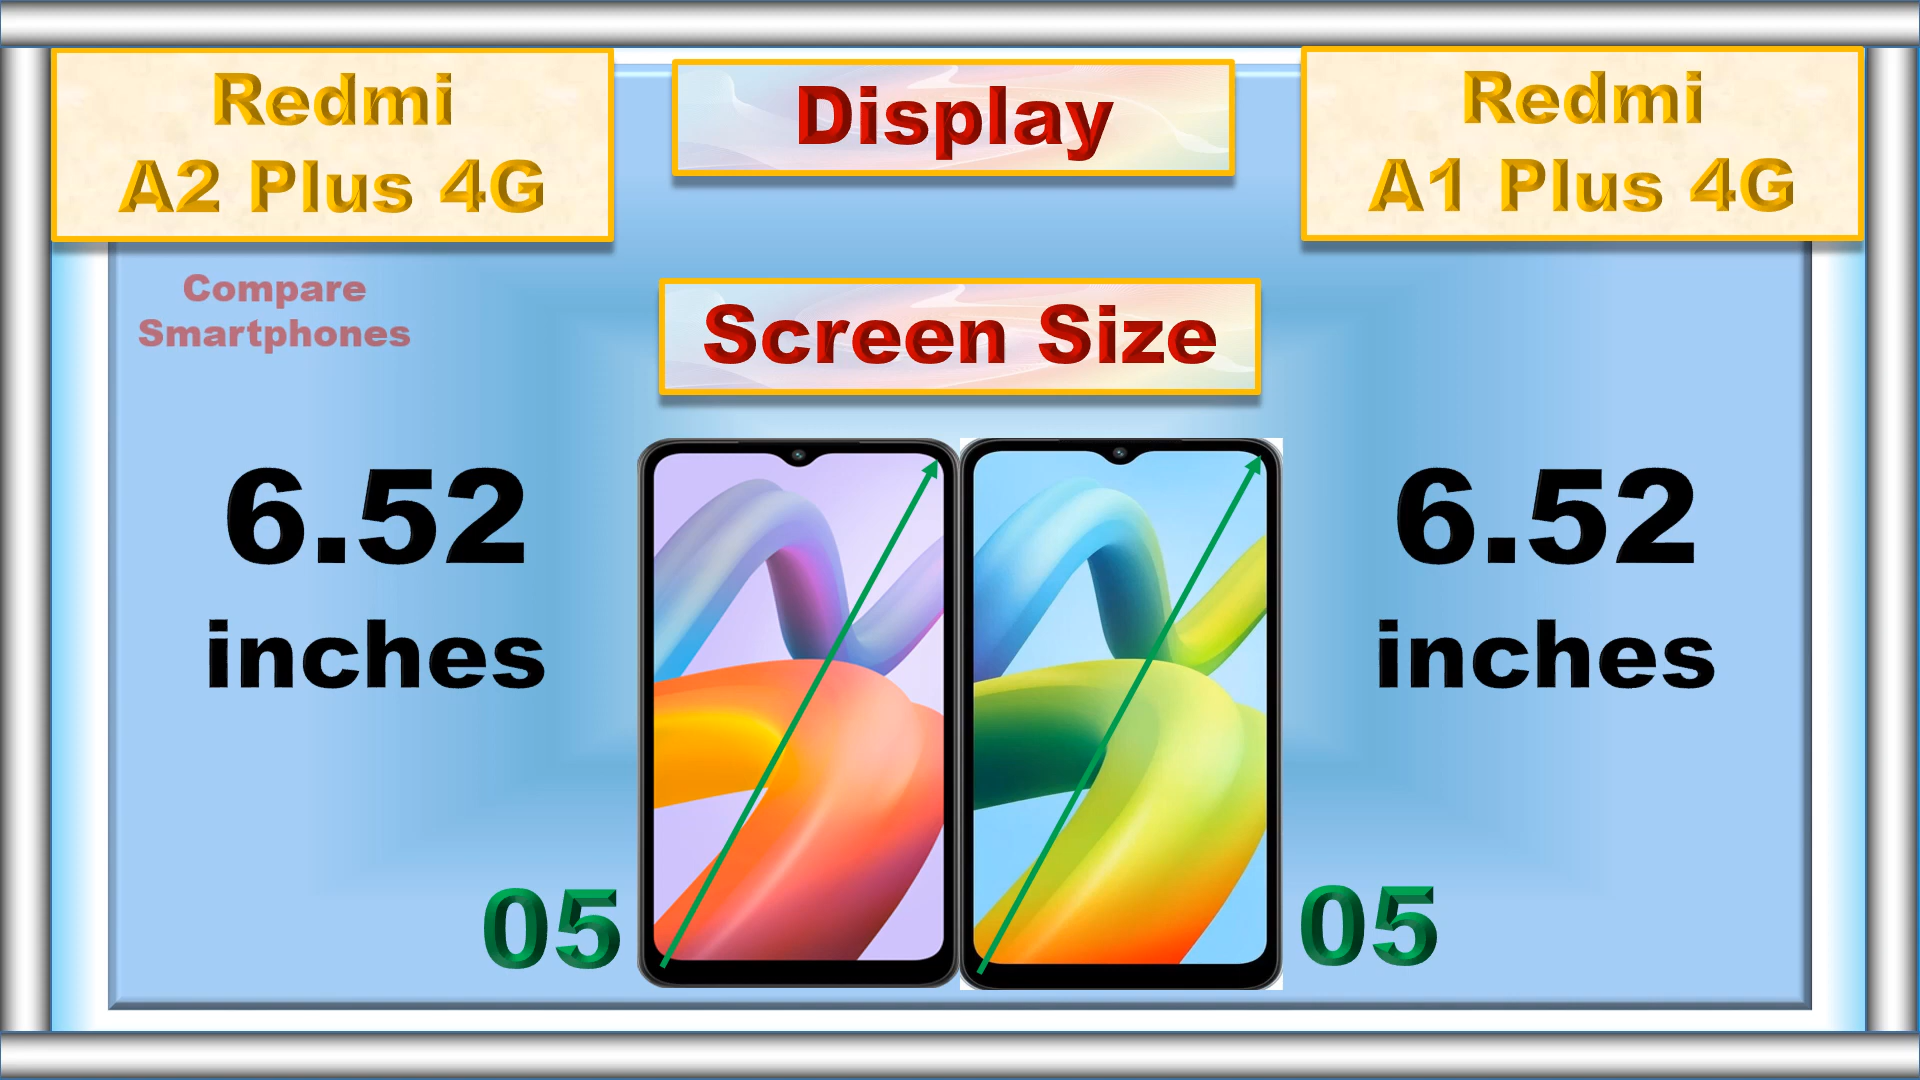 Redmi
A2 Plus 4G
Display
Redmi
A1 Plus 4G
Compare
Smartphones
Screen Size
6.52
inches
6.52
inches
05
05